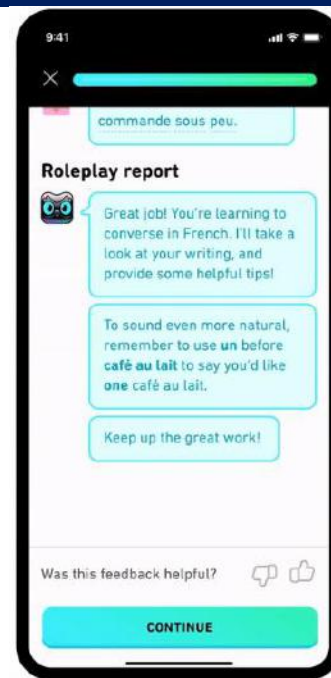 9:41
commande sous peu.
Roleplay report
Great job! You're learning to
converse in French. I'll take a
look at your writing, and
provide some helpful tips!
To sound even more natural,
remember to use un before
café au lait to say you'd like
one café au lait.
Keep up the great work!
Was this feedback helpful?
CONTINUE